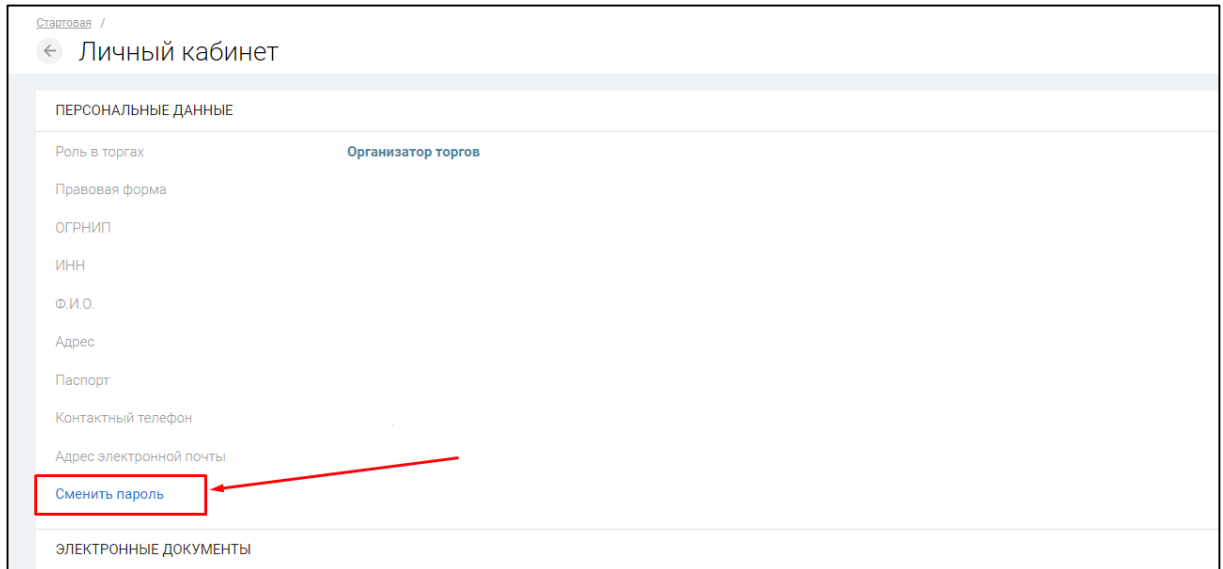 Стартовая /
Личный кабинет
ПЕРСОНАЛЬНЫЕ ДАННЫЕ
Роль в торгах Организатор торгов
Правовая форма
ОГРНИП
ИНН
Ф.И.О.
Адрес
Паспорт
Контактный телефон
Адрес электронной почты
Сменить пароль
ЭЛЕКТРОННЫЕ ДОКУМЕНТЫ